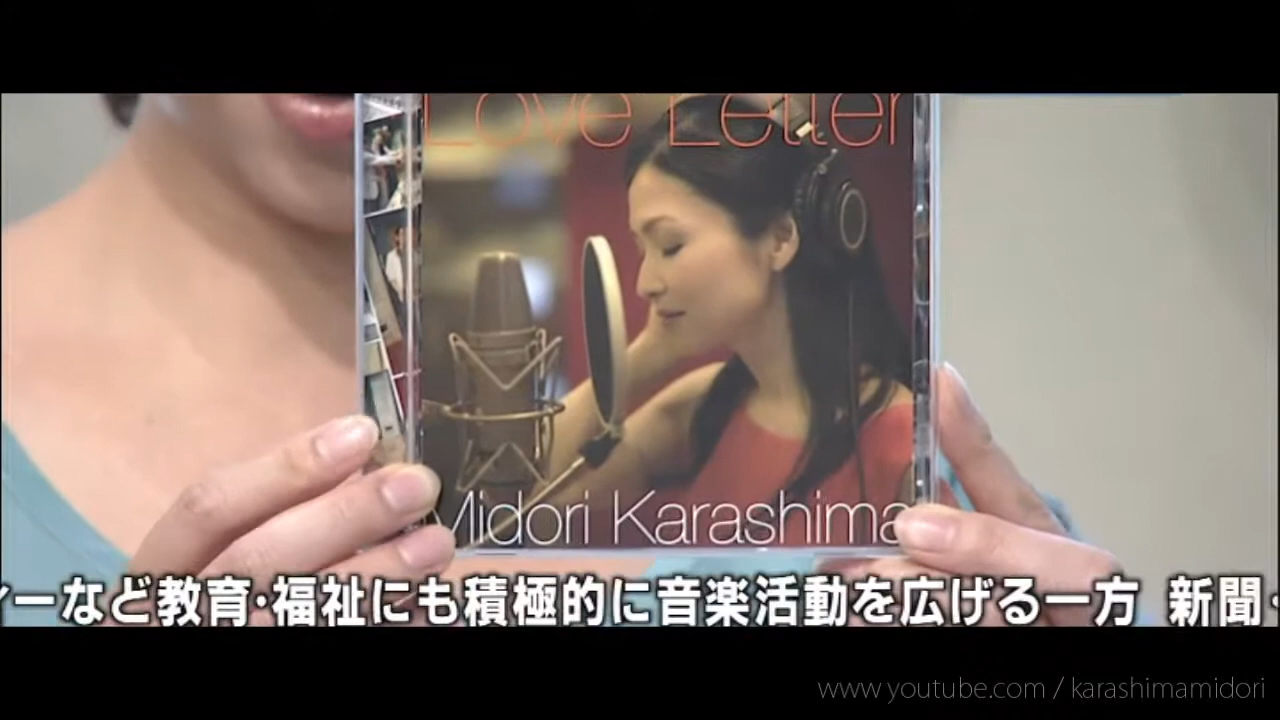 Love Letter
Midori Karashima
ーなど教育・福祉にも積極的に音楽活動を広げる一方 新聞・
www.youtube.com / karashimamidori